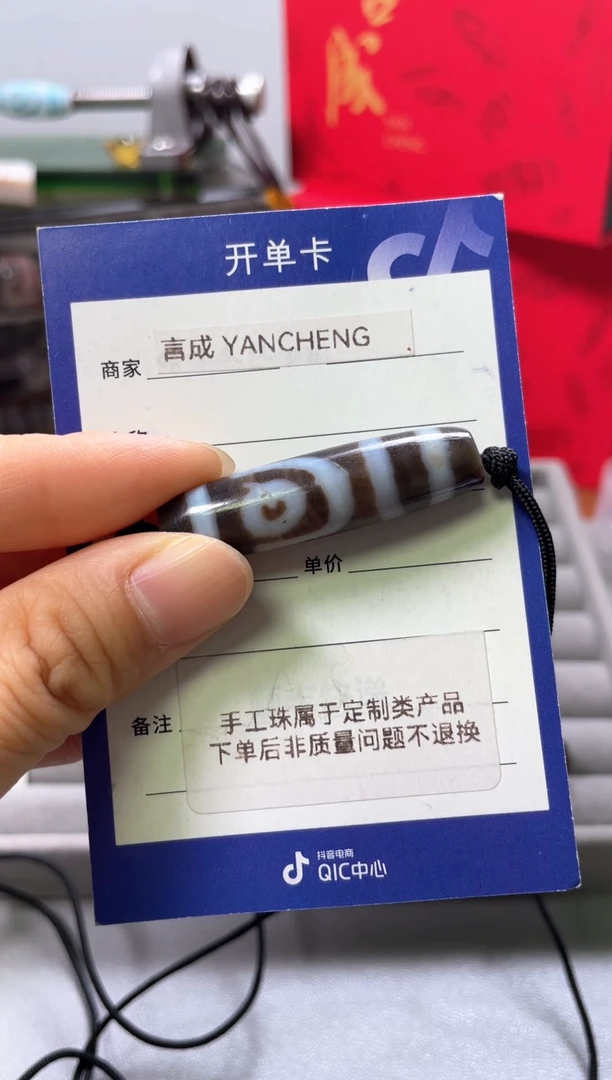 开单卡
商家 言成 YANCHENG
单价
备注 手工珠属于定制类产品
下单后非质量问题不退换
抖音电商
QIC中心